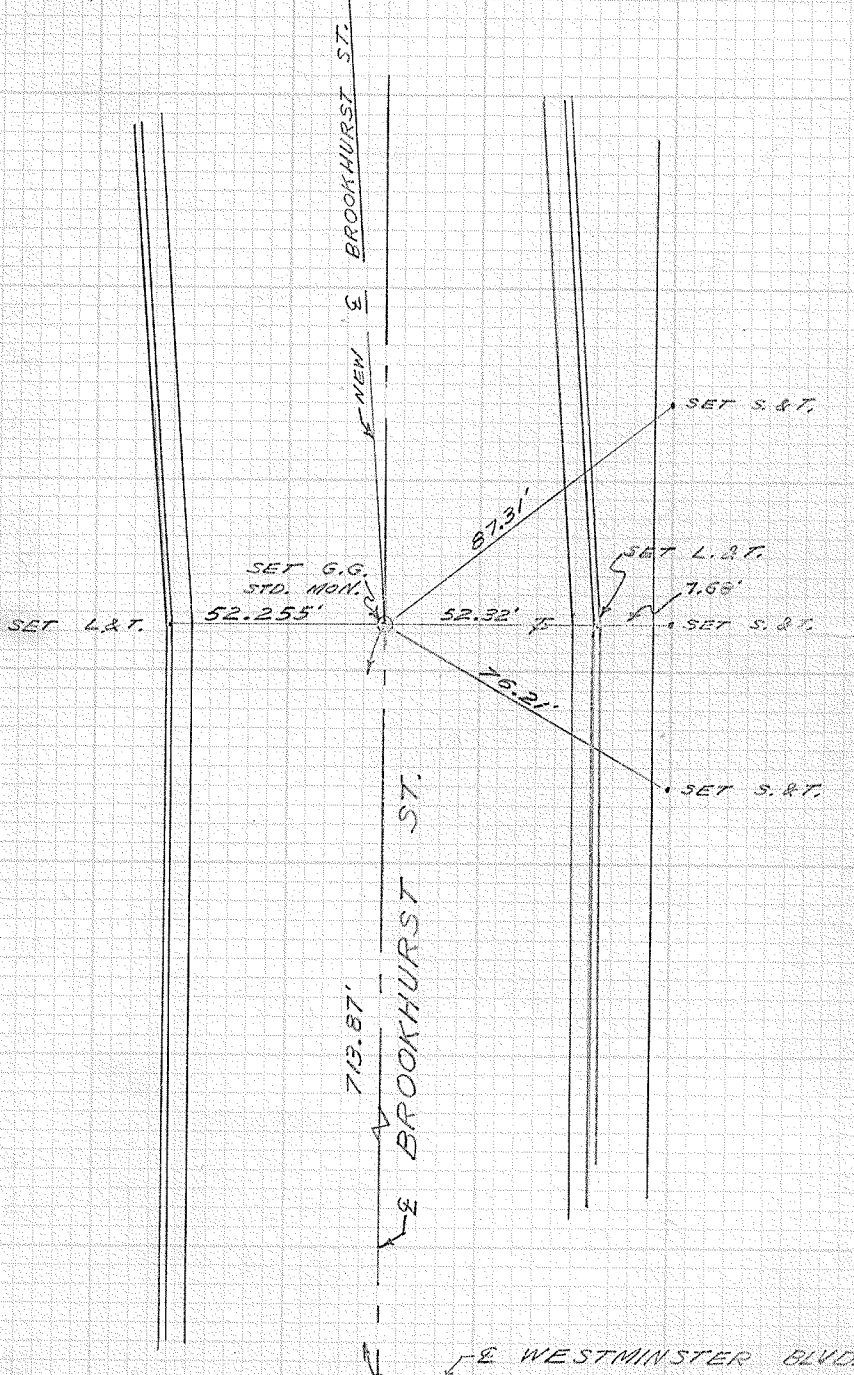 BROOKHURST ST.
NEW ℄
SET S.&T.
87.31'
SET G.G.
STD. MON.
SET L.&T.
7.68'
SET L&T.
52.255'
52.32'
SET S.&T.
76.21'
SET S.&T.
713.87'
℄ BROOKHURST ST.
℄ WESTMINSTER BLVD.